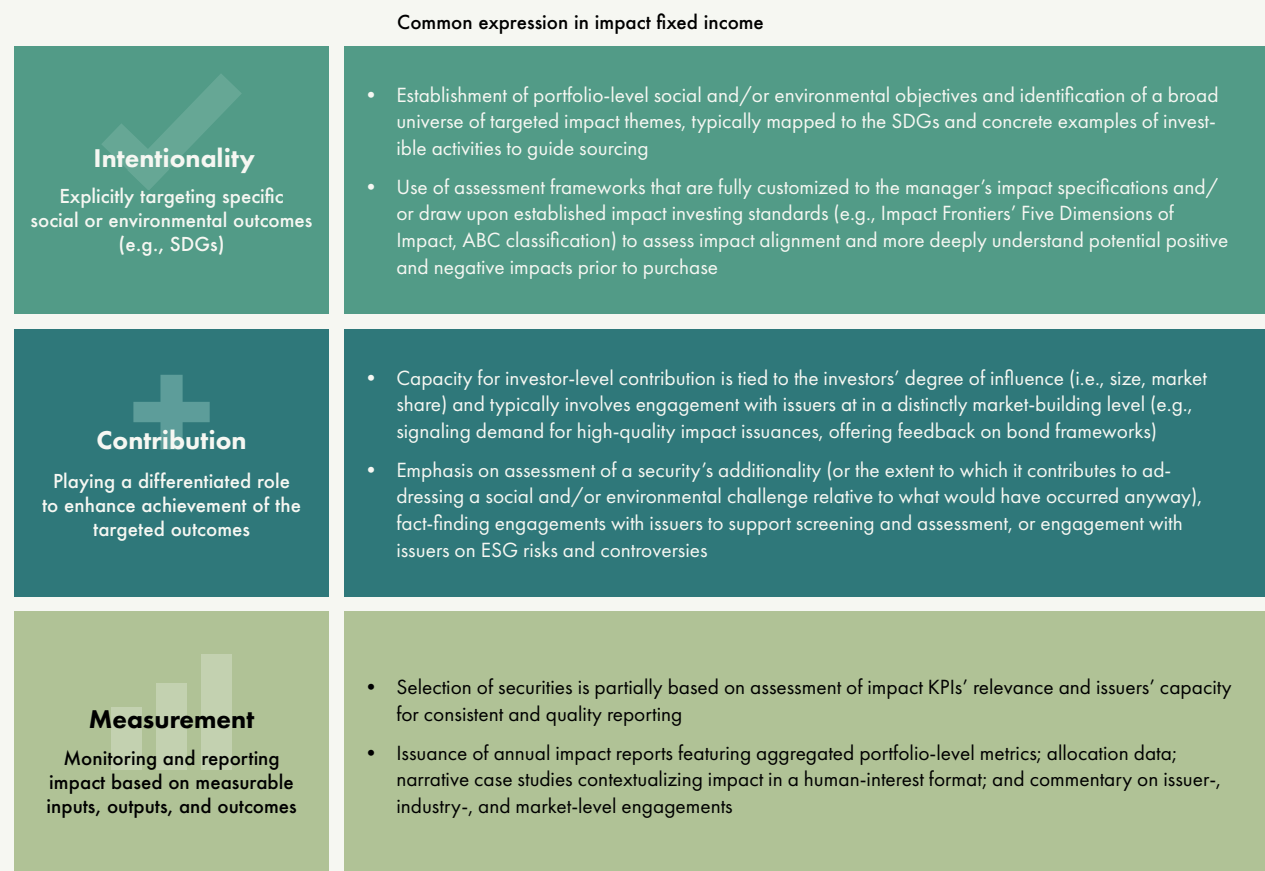 Common expression in impact fixed income
Intentionality
Explicitly targeting specific
social or environmental outcomes
(e.g., SDGs)
• Establishment of portfolio-level social and/or environmental objectives and identification of a broad
universe of targeted impact themes, typically mapped to the SDGs and concrete examples of invest-
ible activities to guide sourcing
• Use of assessment frameworks that are fully customized to the manager’s impact specifications and/
or draw upon established impact investing standards (e.g., Impact Frontiers’ Five Dimensions of
Impact, ABC classification) to assess impact alignment and more deeply understand potential positive
and negative impacts prior to purchase
Contribution
Playing a differentiated role
to enhance achievement of the
targeted outcomes
• Capacity for investor-level contribution is tied to the investors’ degree of influence (i.e., size, market
share) and typically involves engagement with issuers at in a distinctly market-building level (e.g.,
signaling demand for high-quality impact issuances, offering feedback on bond frameworks)
• Emphasis on assessment of a security’s additionality (or the extent to which it contributes to ad-
dressing a social and/or environmental challenge relative to what would have occurred anyway),
fact-finding engagements with issuers to support screening and assessment, or engagement with
issuers on ESG risks and controversies
Measurement
Monitoring and reporting
impact based on measurable
inputs, outputs, and outcomes
• Selection of securities is partially based on assessment of impact KPIs’ relevance and issuers’ capacity
for consistent and quality reporting
• Issuance of annual impact reports featuring aggregated portfolio-level metrics; allocation data;
narrative case studies contextualizing impact in a human-interest format; and commentary on issuer-,
industry-, and market-level engagements